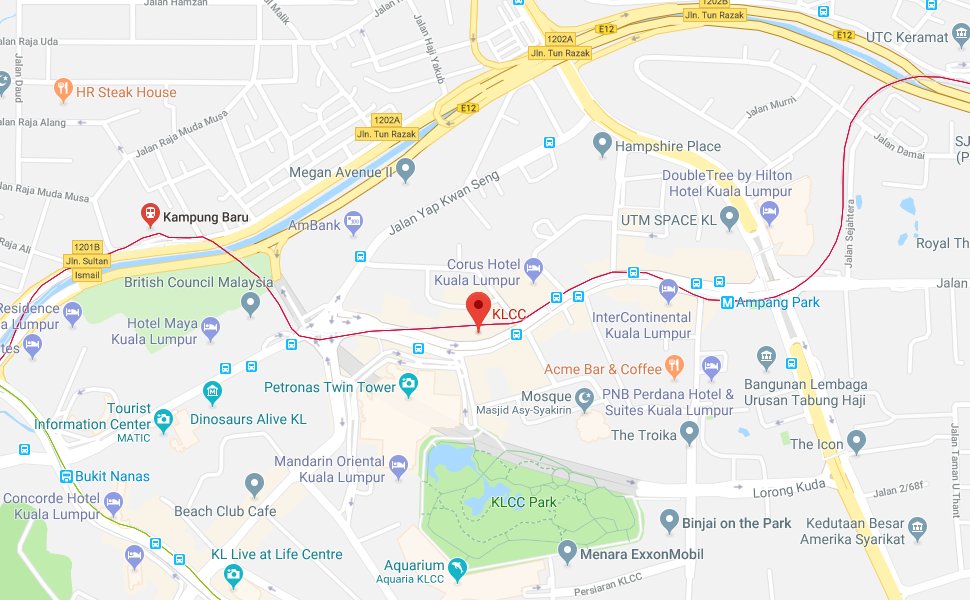 Jalan Hamzah
1202B
Jln. Tun Razak
E12
E12
1202A
Jln. Tun Razak
UTC Keramat
Jalan Raja Uda
Jalan Haji Yakub
Malik
Jalan Daud
HR Steak House
E12
Jalan Raja Alang
Jalan Raja Muda Musa
1202A
Jln. Tun Razak
Jalan Murni
Jalan Damai
SJ
(P
Hampshire Place
Megan Avenue II
DoubleTree by Hilton
Hotel Kuala Lumpur
Jalan Raja Muda Musa
Jalan Yap Kwan Seng
Kampung Baru
AmBank
UTM SPACE KL
Jalan Sejahtera
Raja Ali
1201B
Jln. Sultan
Ismail
Royal Th
Corus Hotel
Kuala Lumpur
British Council Malaysia
Residence
la Lumpur
Hotel Maya
Kuala Lumpur
KLCC
InterContinental
Kuala Lumpur
Ampang Park
tes
Acme Bar & Coffee
Petronas Twin Tower
Dinosaurs Alive KL
Mosque
Masjid Asy-Syakirin
PNB Perdana Hotel &
Suites Kuala Lumpur
Bangunan Lembaga
Urusan Tabung Haji
Tourist
Information Center
MATIC
The Troika
The Icon
Jalan Taman U Thant
Bukit Nanas
Mandarin Oriental
Kuala Lumpur
Concorde Hotel
Kuala Lumpur
Beach Club Cafe
KLCC Park
Lorong Kuda
Jalan 2/68f
Binjai on the Park
Kedutaan Besar
Amerika Syarikat
KL Live at Life Centre
Menara ExxonMobil
Aquarium
Aquaria KLCC
Persiaran KLCC